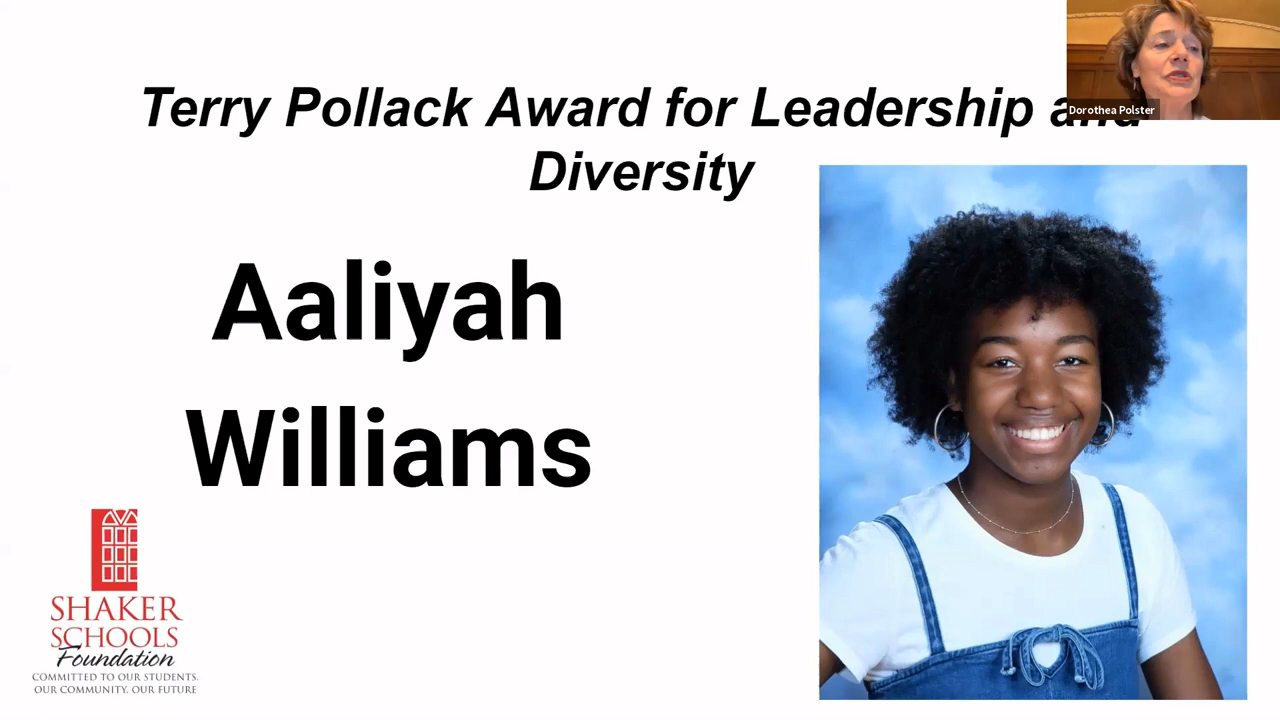 Terry Pollack Award for Leadership and
Diversity
Dorothea Polster
Aaliyah
Williams
SHAKER
SCHOOLS
Foundation
COMMITTED TO OUR STUDENTS,
OUR COMMUNITY, OUR FUTURE